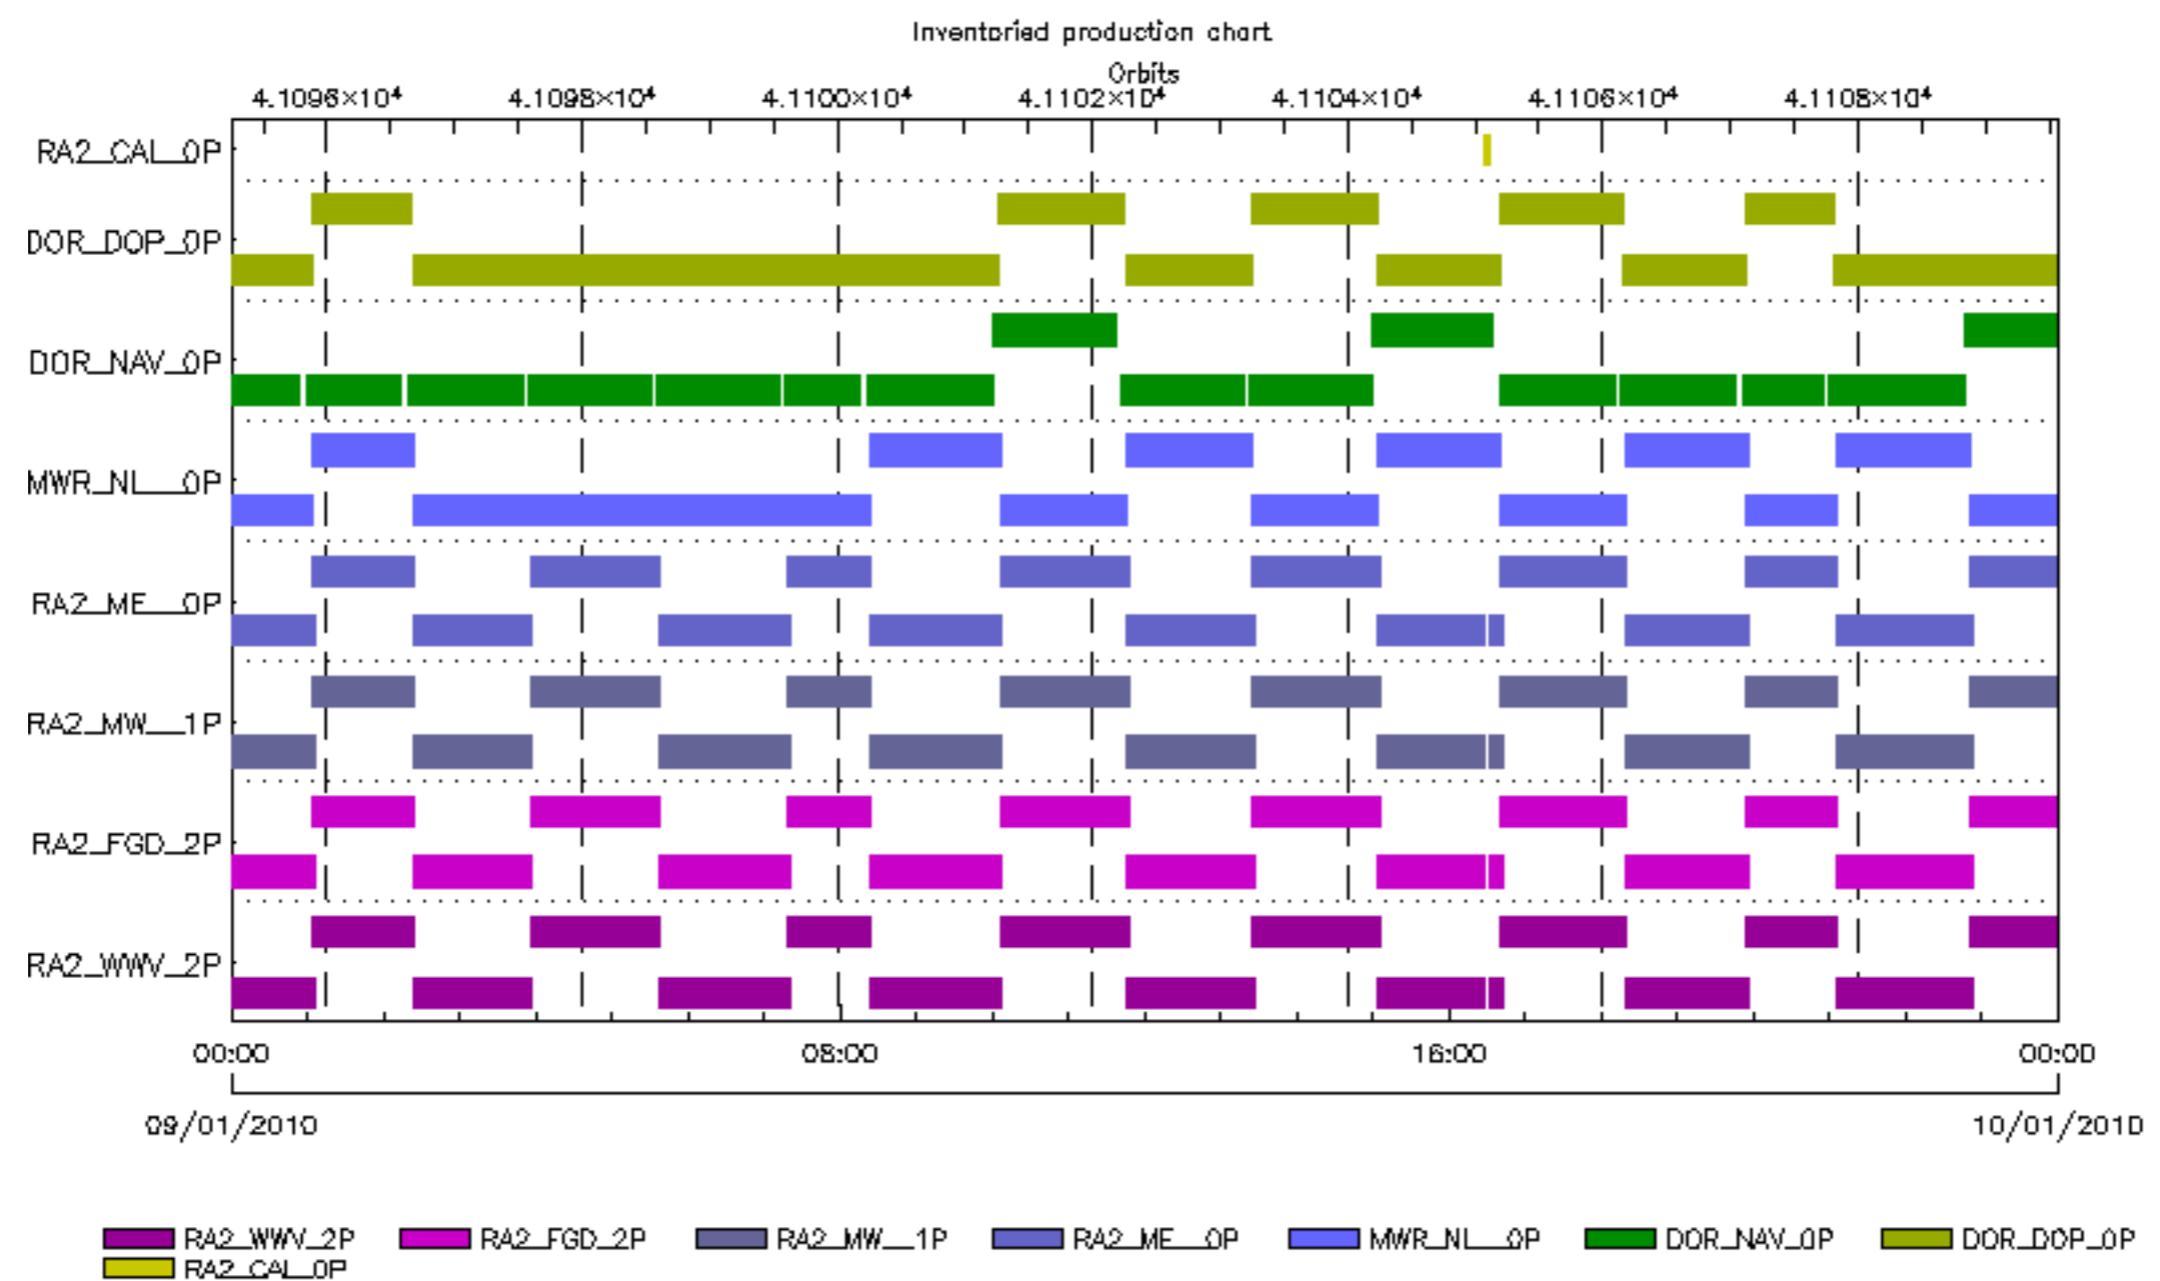 Inventoried production chart
Orbits
4.1096×10⁴ 4.1098×10⁴ 4.1100×10⁴ 4.1102×10⁴ 4.1104×10⁴ 4.1106×10⁴ 4.1108×10⁴
RA2_CAL_0P
DOR_DOP_0P
DOR_NAV_0P
MWR_NL__0P
RA2_ME__0P
RA2_MW__1P
RA2_FGD_2P
RA2_WWV_2P
00:00 08:00 16:00 00:00
09/01/2010 10/01/2010
RA2_WWV_2P RA2_FGD_2P RA2_MW__1P RA2_ME__0P MWR_NL__0P DOR_NAV_0P DOR_DOP_0P
RA2_CAL_0P